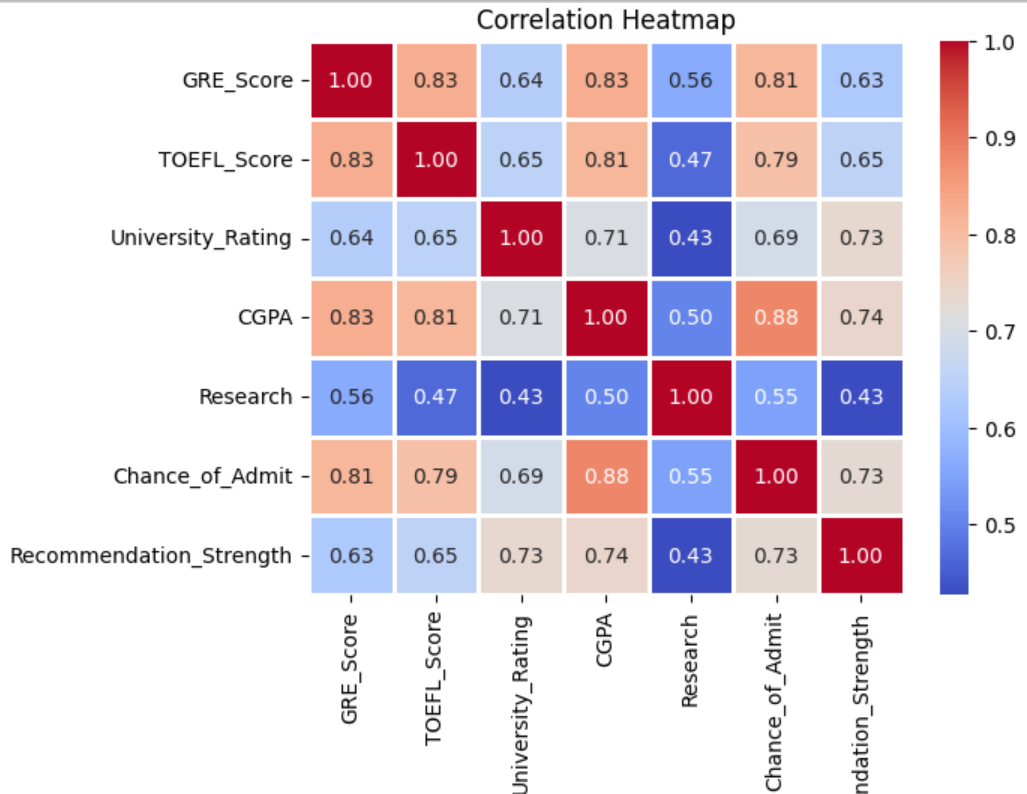 Correlation Heatmap
GRE_Score 1.00 0.83 0.64 0.83 0.56 0.81 0.63
TOEFL_Score 0.83 1.00 0.65 0.81 0.47 0.79 0.65
University_Rating 0.64 0.65 1.00 0.71 0.43 0.69 0.73
CGPA 0.83 0.81 0.71 1.00 0.50 0.88 0.74
Research 0.56 0.47 0.43 0.50 1.00 0.55 0.43
Chance_of_Admit 0.81 0.79 0.69 0.88 0.55 1.00 0.73
Recommendation_Strength 0.63 0.65 0.73 0.74 0.43 0.73 1.00
GRE_Score
TOEFL_Score
University_Rating
CGPA
Research
Chance_of_Admit
ndation_Strength
1.0
0.9
0.8
0.7
0.6
0.5